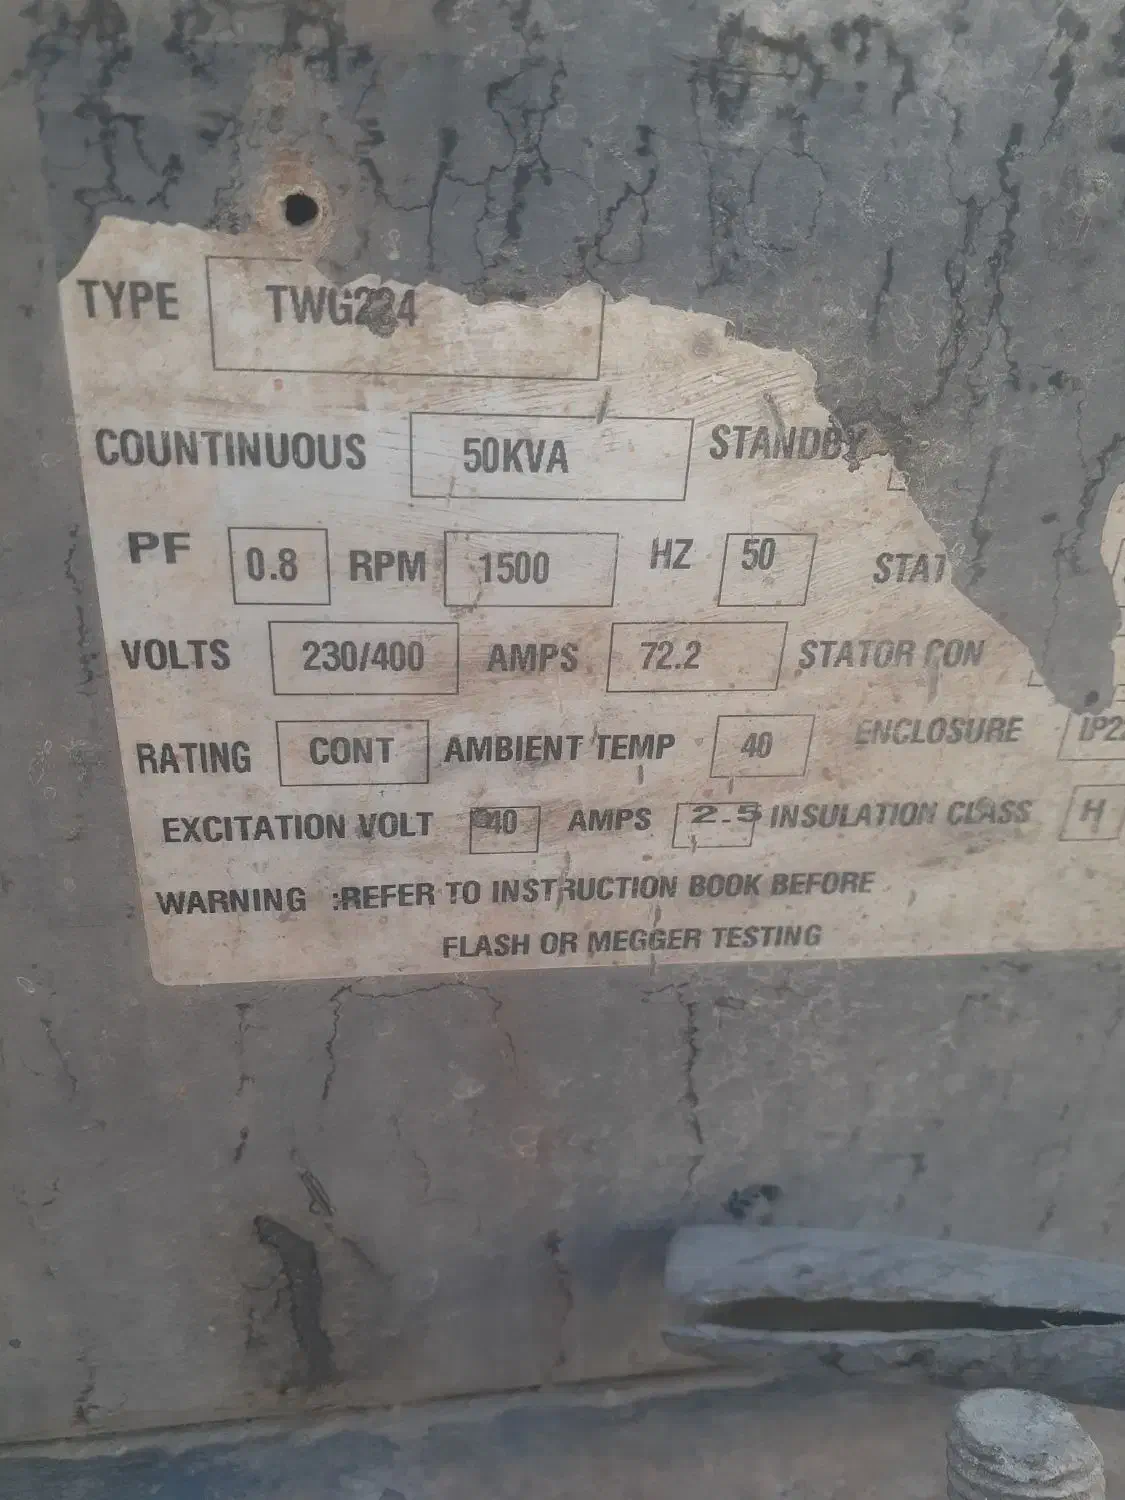 TYPE TWG224
COUNTINUOUS 50KVA STANDBY
PF 0.8 RPM 1500 HZ 50
VOLTS 230/400 AMPS 72.2 STATOR CON
RATING CONT AMBIENT TEMP 40 ENCLOSURE
EXCITATION VOLT 40 AMPS 2.5 INSULATION CLASS H
WARNING :REFER TO INSTRUCTION BOOK BEFORE
FLASH OR MEGGER TESTING